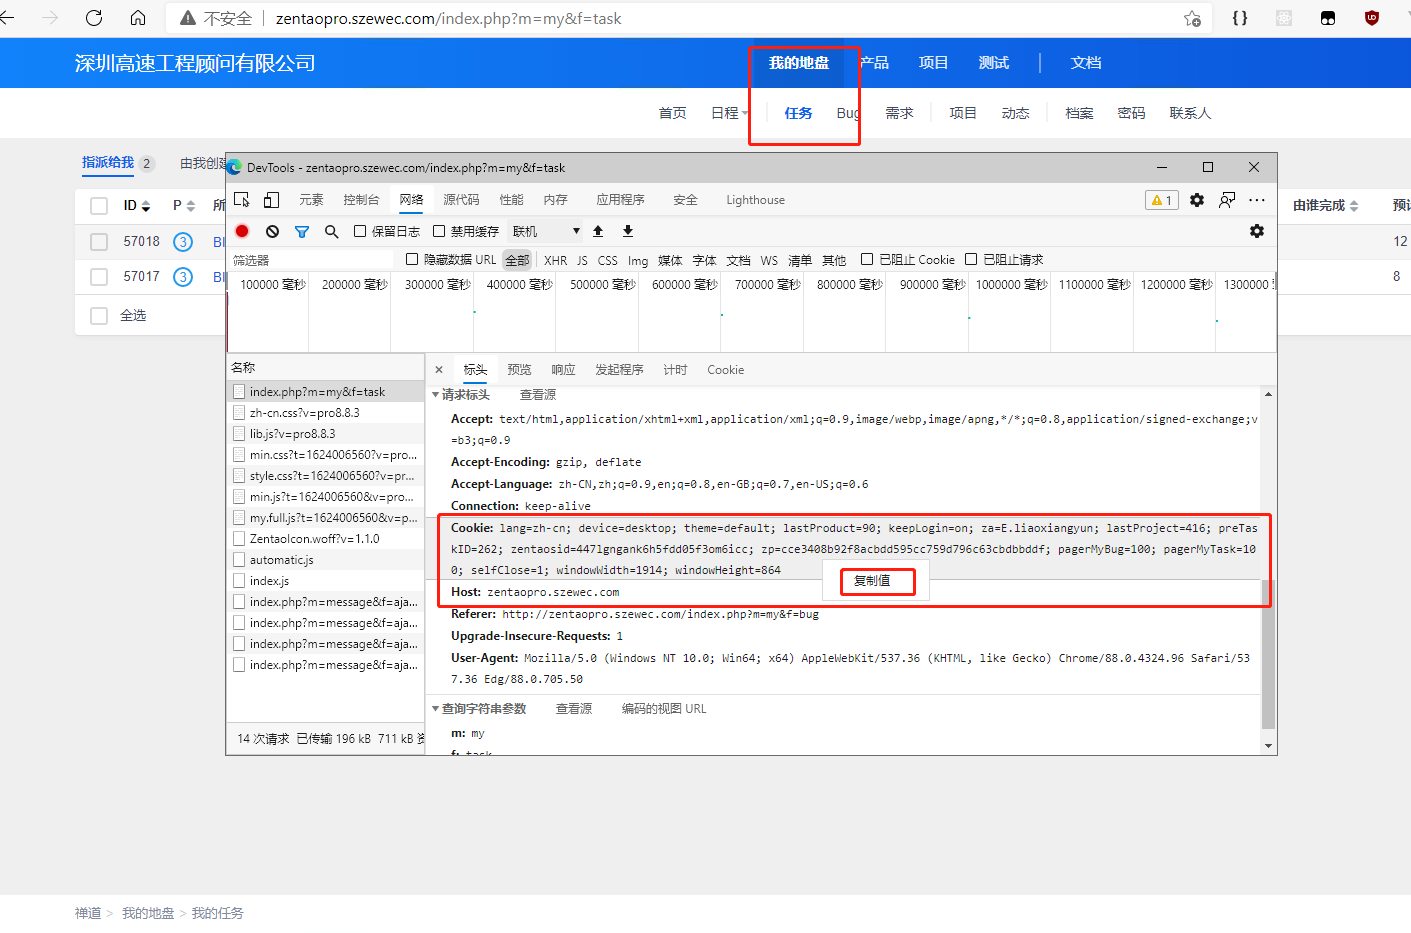 不安全 zentaopro.szewec.com/index.php?m=my&f=task
深圳高速工程顾问有限公司 我的地盘 产品 项目 测试 文档
首页 日程 任务 Bug 需求 项目 动态 档案 密码 联系人
指派给我 2 由我创建
DevTools - zentaopro.szewec.com/index.php?m=my&f=task
元素 控制台 网络 源代码 性能 内存 应用程序 安全 Lighthouse 1
ID P 所 由谁完成 预计
保留日志 禁用缓存 联机
57018 3 12
筛选器 隐藏数据 URL 全部 XHR JS CSS Img 媒体 字体 文档 WS 清单 其他 已阻止 Cookie 已阻止请求
57017 3 8
100000 毫秒 200000 毫秒 300000 毫秒 400000 毫秒 500000 毫秒 600000 毫秒 700000 毫秒 800000 毫秒 900000 毫秒 1000000 毫秒 1100000 毫秒 1200000 毫秒 1300000
全选
名称
index.php?m=my&f=task
zh-cn.css?v=pro8.8.3
lib.js?v=pro8.8.3
min.css?t=1624006560?v=pro...
style.css?t=1624006560?v=pr...
min.js?t=1624006560&v=pro...
my.full.js?t=1624006560&v=p...
ZentaoIcon.woff?v=1.1.0
automatic.js
index.js
index.php?m=message&f=aja...
index.php?m=message&f=aja...
index.php?m=message&f=aja...
index.php?m=message&f=aja...
14 次请求 已传输 196 kB 711 kB 资
标头 预览 响应 发起程序 计时 Cookie
请求标头 查看源
Accept: text/html,application/xhtml+xml,application/xml;q=0.9,image/webp,image/apng,*/*;q=0.8,application/signed-exchange;v
=b3;q=0.9
Accept-Encoding: gzip, deflate
Accept-Language: zh-CN,zh;q=0.9,en;q=0.8,en-GB;q=0.7,en-US;q=0.6
Connection: keep-alive
Cookie: lang=zh-cn; device=desktop; theme=default; lastProduct=90; keepLogin=on; za=E.liaoxiangyun; lastProject=416; preTas
kID=262; zentaosid=447lgngank6h5fdd05f3om6icc; zp=cce3408b92f8acbdd595cc759d796c63cbdbbddf; pagerMyBug=100; pagerMyTask=10
0; selfClose=1; windowWidth=1914; windowHeight=864
复制值
Host: zentaopro.szewec.com
Referer: http://zentaopro.szewec.com/index.php?m=my&f=bug
Upgrade-Insecure-Requests: 1
User-Agent: Mozilla/5.0 (Windows NT 10.0; Win64; x64) AppleWebKit/537.36 (KHTML, like Gecko) Chrome/88.0.4324.96 Safari/53
7.36 Edg/88.0.705.50
查询字符串参数 查看源 编码的视图 URL
m: my
f: task
禅道 > 我的地盘 > 我的任务